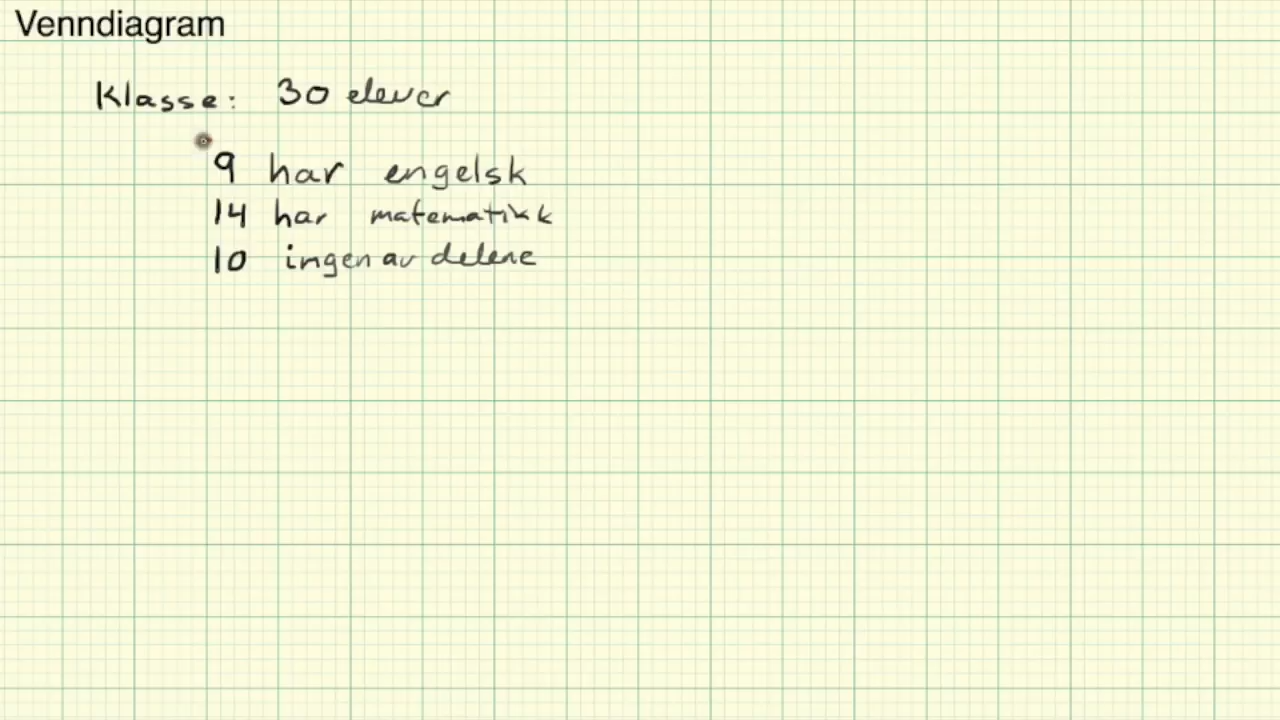 Venndiagram
Klasse: 30 elever
9 har engelsk
14 har matematikk
10 ingen av delene